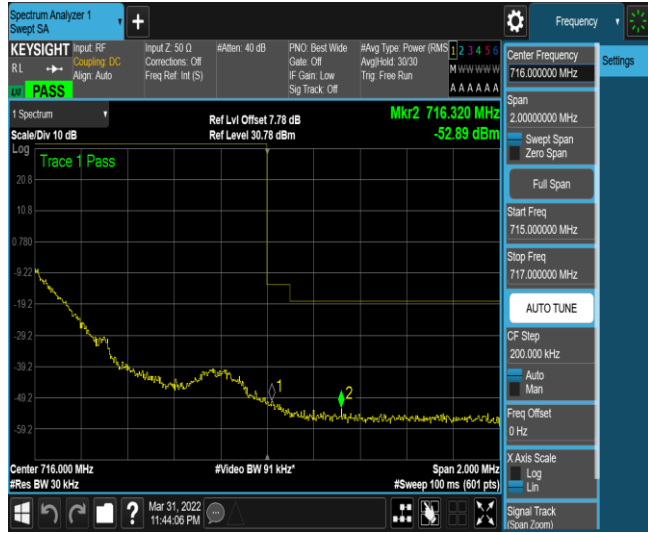 Spectrum Analyzer 1
Swept SA
+
Frequency
KEYSIGHT
RL
PASS
Input: RF
Coupling: DC
Align: Auto
Input Z: 50 Ω
Corrections: Off
Freq Ref: Int (S)
#Atten: 40 dB
PNO: Best Wide
Gate: Off
IF Gain: Low
Sig Track: Off
#Avg Type: Power (RMS
Avg|Hold: 30/30
Trig: Free Run
1 2 3 4 5 6
M W W W W W
A A A A A A
1 Spectrum
Scale/Div 10 dB
Ref Lvl Offset 7.78 dB
Ref Level 30.78 dBm
Mkr2 716.320 MHz
-52.89 dBm
Log
Trace 1 Pass
20.8
10.8
0.780
-9.22
-19.2
-29.2
-39.2
-49.2
-59.2
1
2
Center 716.000 MHz
#Video BW 91 kHz*
Span 2.000 MHz
#Res BW 30 kHz
#Sweep 100 ms (601 pts)
?
Mar 31, 2022
11:44:06 PM
Center Frequency
716.000000 MHz
Settings
Span
2.00000000 MHz
Swept Span
Zero Span
Full Span
Start Freq
715.000000 MHz
Stop Freq
717.000000 MHz
AUTO TUNE
CF Step
200.000 kHz
Auto
Man
Freq Offset
0 Hz
X Axis Scale
Log
Lin
Signal Track
(Span Zoom)